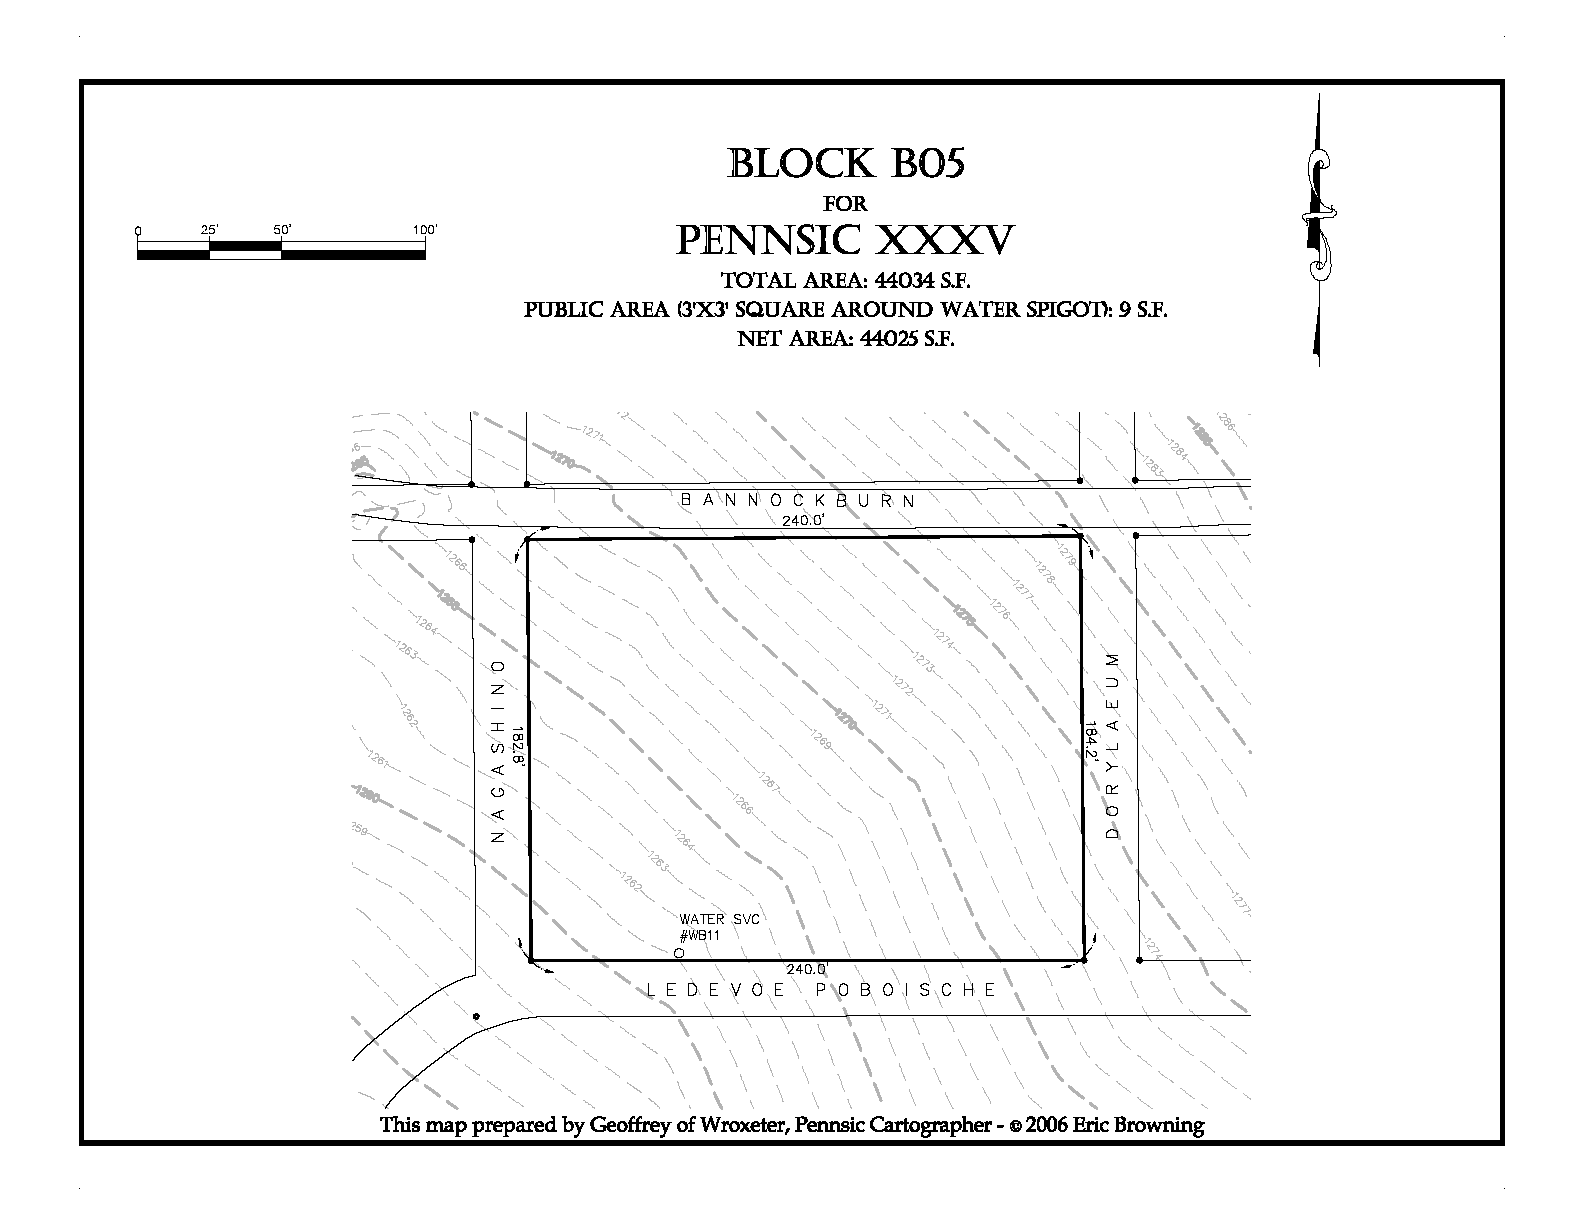 BLOCK B05
FOR
PENNSIC XXXV
TOTAL AREA: 44034 S.F.
PUBLIC AREA (3'X3' SQUARE AROUND WATER SPIGOT): 9 S.F.
NET AREA: 44025 S.F.
0 25' 50' 100'
1272
1271
1270
1286
1285
1284
1283
BANNOCKBURN
240.0'
1266
1265
1264
1263
1262
1261
1260
1259
1279
1278
1277
1276
1275
1274
1273
1272
1271
1270
1269
1267
1266
1264
1263
1262
NAGASHINO
182.8'
184.2'
DORYLAEUM
1277
1274
WATER SVC
#WB11
240.0'
LEDEVOE POBOISCHE
This map prepared by Geoffrey of Wroxeter, Pennsic Cartographer - © 2006 Eric Browning